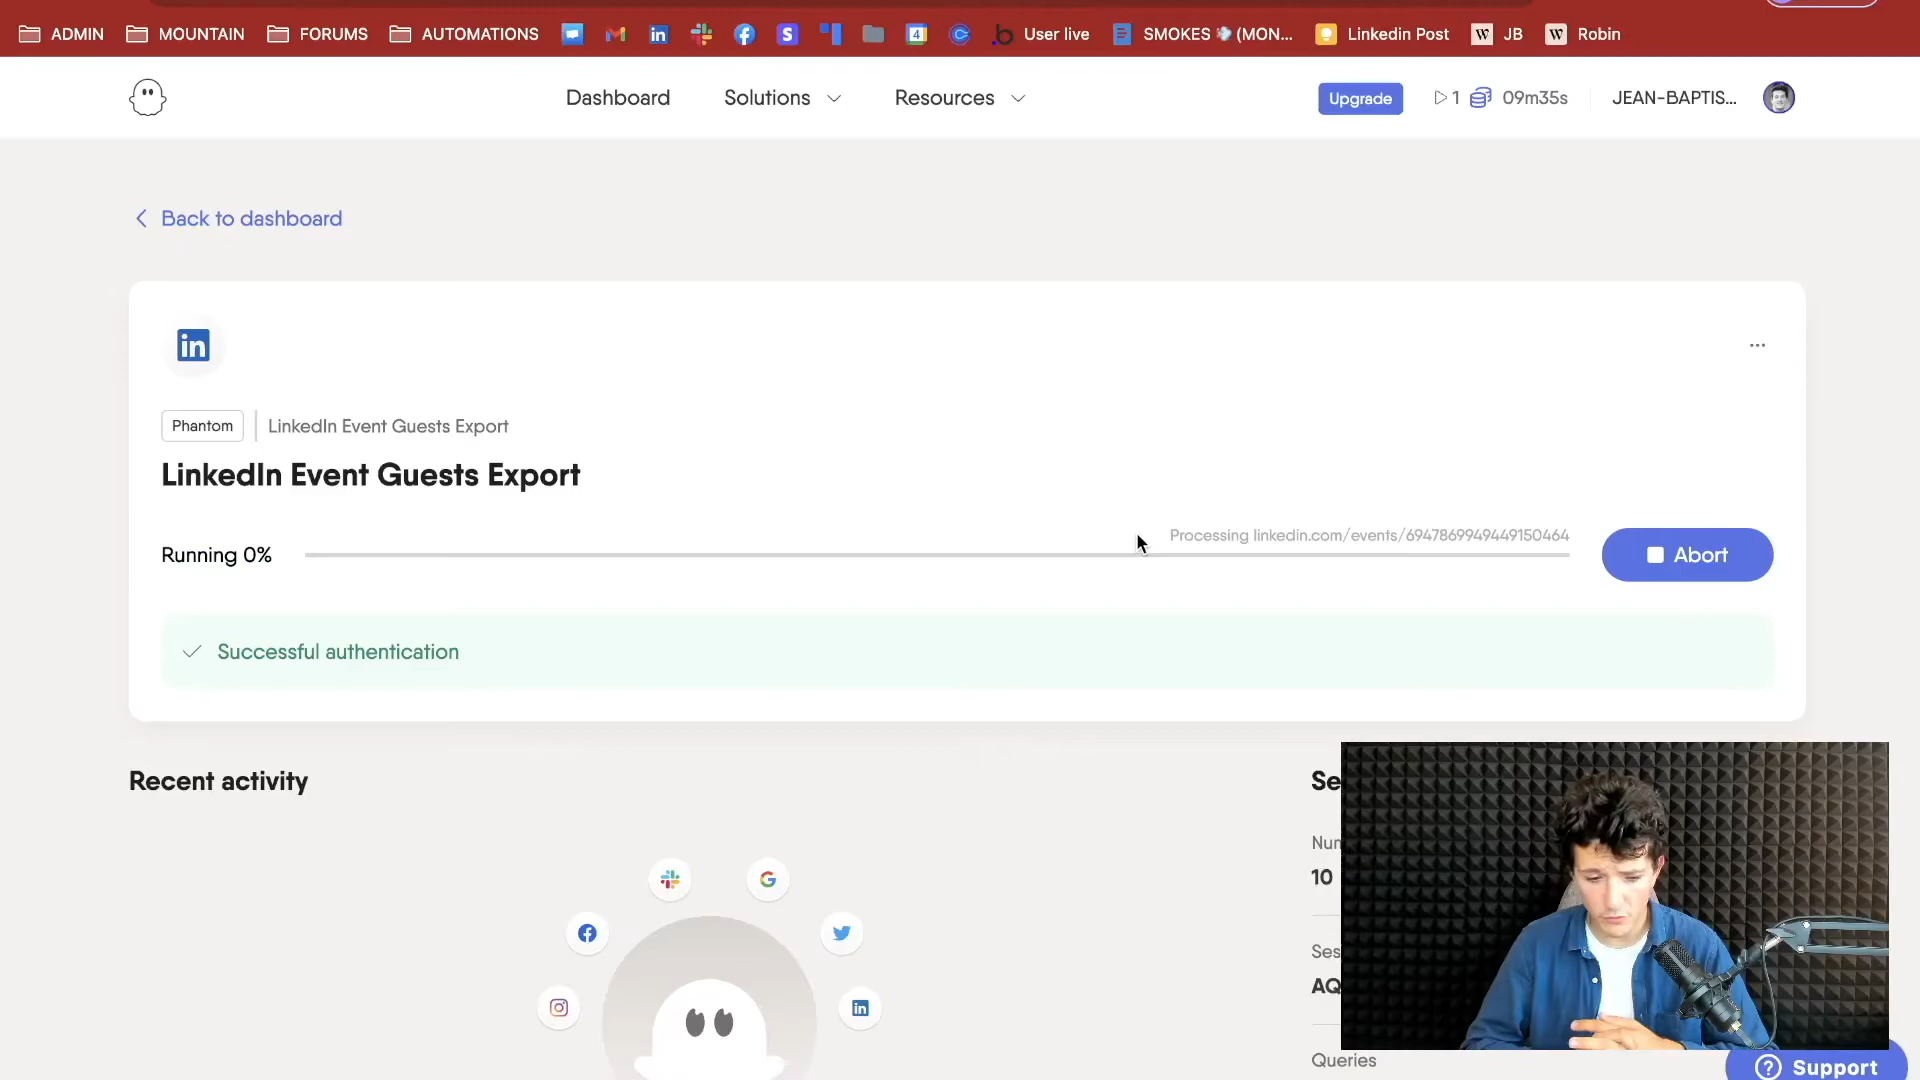 ADMIN MOUNTAIN FORUMS AUTOMATIONS User live SMOKES (MON... Linkedin Post JB Robin
Dashboard Solutions Resources Upgrade 1 09m35s JEAN-BAPTIS...
Back to dashboard
Phantom LinkedIn Event Guests Export
LinkedIn Event Guests Export
Processing linkedin.com/events/6947869949449150464
Running 0% Abort
Successful authentication
Recent activity
Se
Num
10
Ses
AQ
Queries
Support